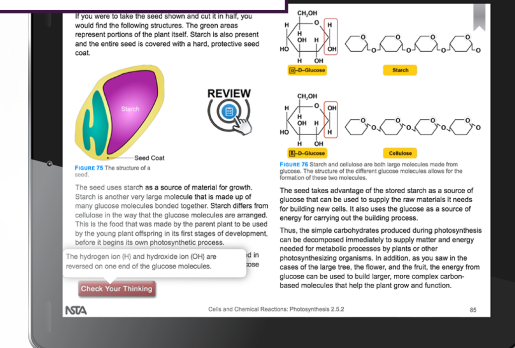 If you were to take the seed shown and cut it in half, you
would find the following structures. The green areas
represent portions of the plant itself. Starch is also present
and the entire seed is covered with a hard, protective seed
coat.
Starch
Seed Coat
FIGURE 75 The structure of a
seed.
REVIEW
The seed uses starch as a source of material for growth.
Starch is another very large molecule that is made up of
many glucose molecules bonded together. Starch differs from
cellulose in the way that the glucose molecules are arranged.
This is the food that was made by the parent plant to be used
by the young plant offspring in its first stages of development,
before it begins its own photosynthetic process.
d in
cose
The hydrogen ion (H) and hydroxide ion (OH) are
reversed on one end of the glucose molecules.
Check Your Thinking
CH₂OH
H
H
OH
H
HO
OH
H
OH
α–D–Glucose
O
O
O
O
Starch
CH₂OH
H
OH
OH
H
HO
H
H
OH
β–D–Glucose
O
O
O
O
Cellulose
FIGURE 76 Starch and cellulose are both large molecules made from
glucose. The structure of the different glucose molecules allows for the
formation of these two molecules.
The seed takes advantage of the stored starch as a source of
glucose that can be used to supply the raw materials it needs
for building new cells. It also uses the glucose as a source of
energy for carrying out the building process.
Thus, the simple carbohydrates produced during photosynthesis
can be decomposed immediately to supply matter and energy
needed for metabolic processes by plants or other
photosynthesizing organisms. In addition, as you saw in the
cases of the large tree, the flower, and the fruit, the energy from
glucose can be used to build larger, more complex carbon-
based molecules that help the plant grow and function.
NSTA
Cells and Chemical Reactions: Photosynthesis 2.5.2
85